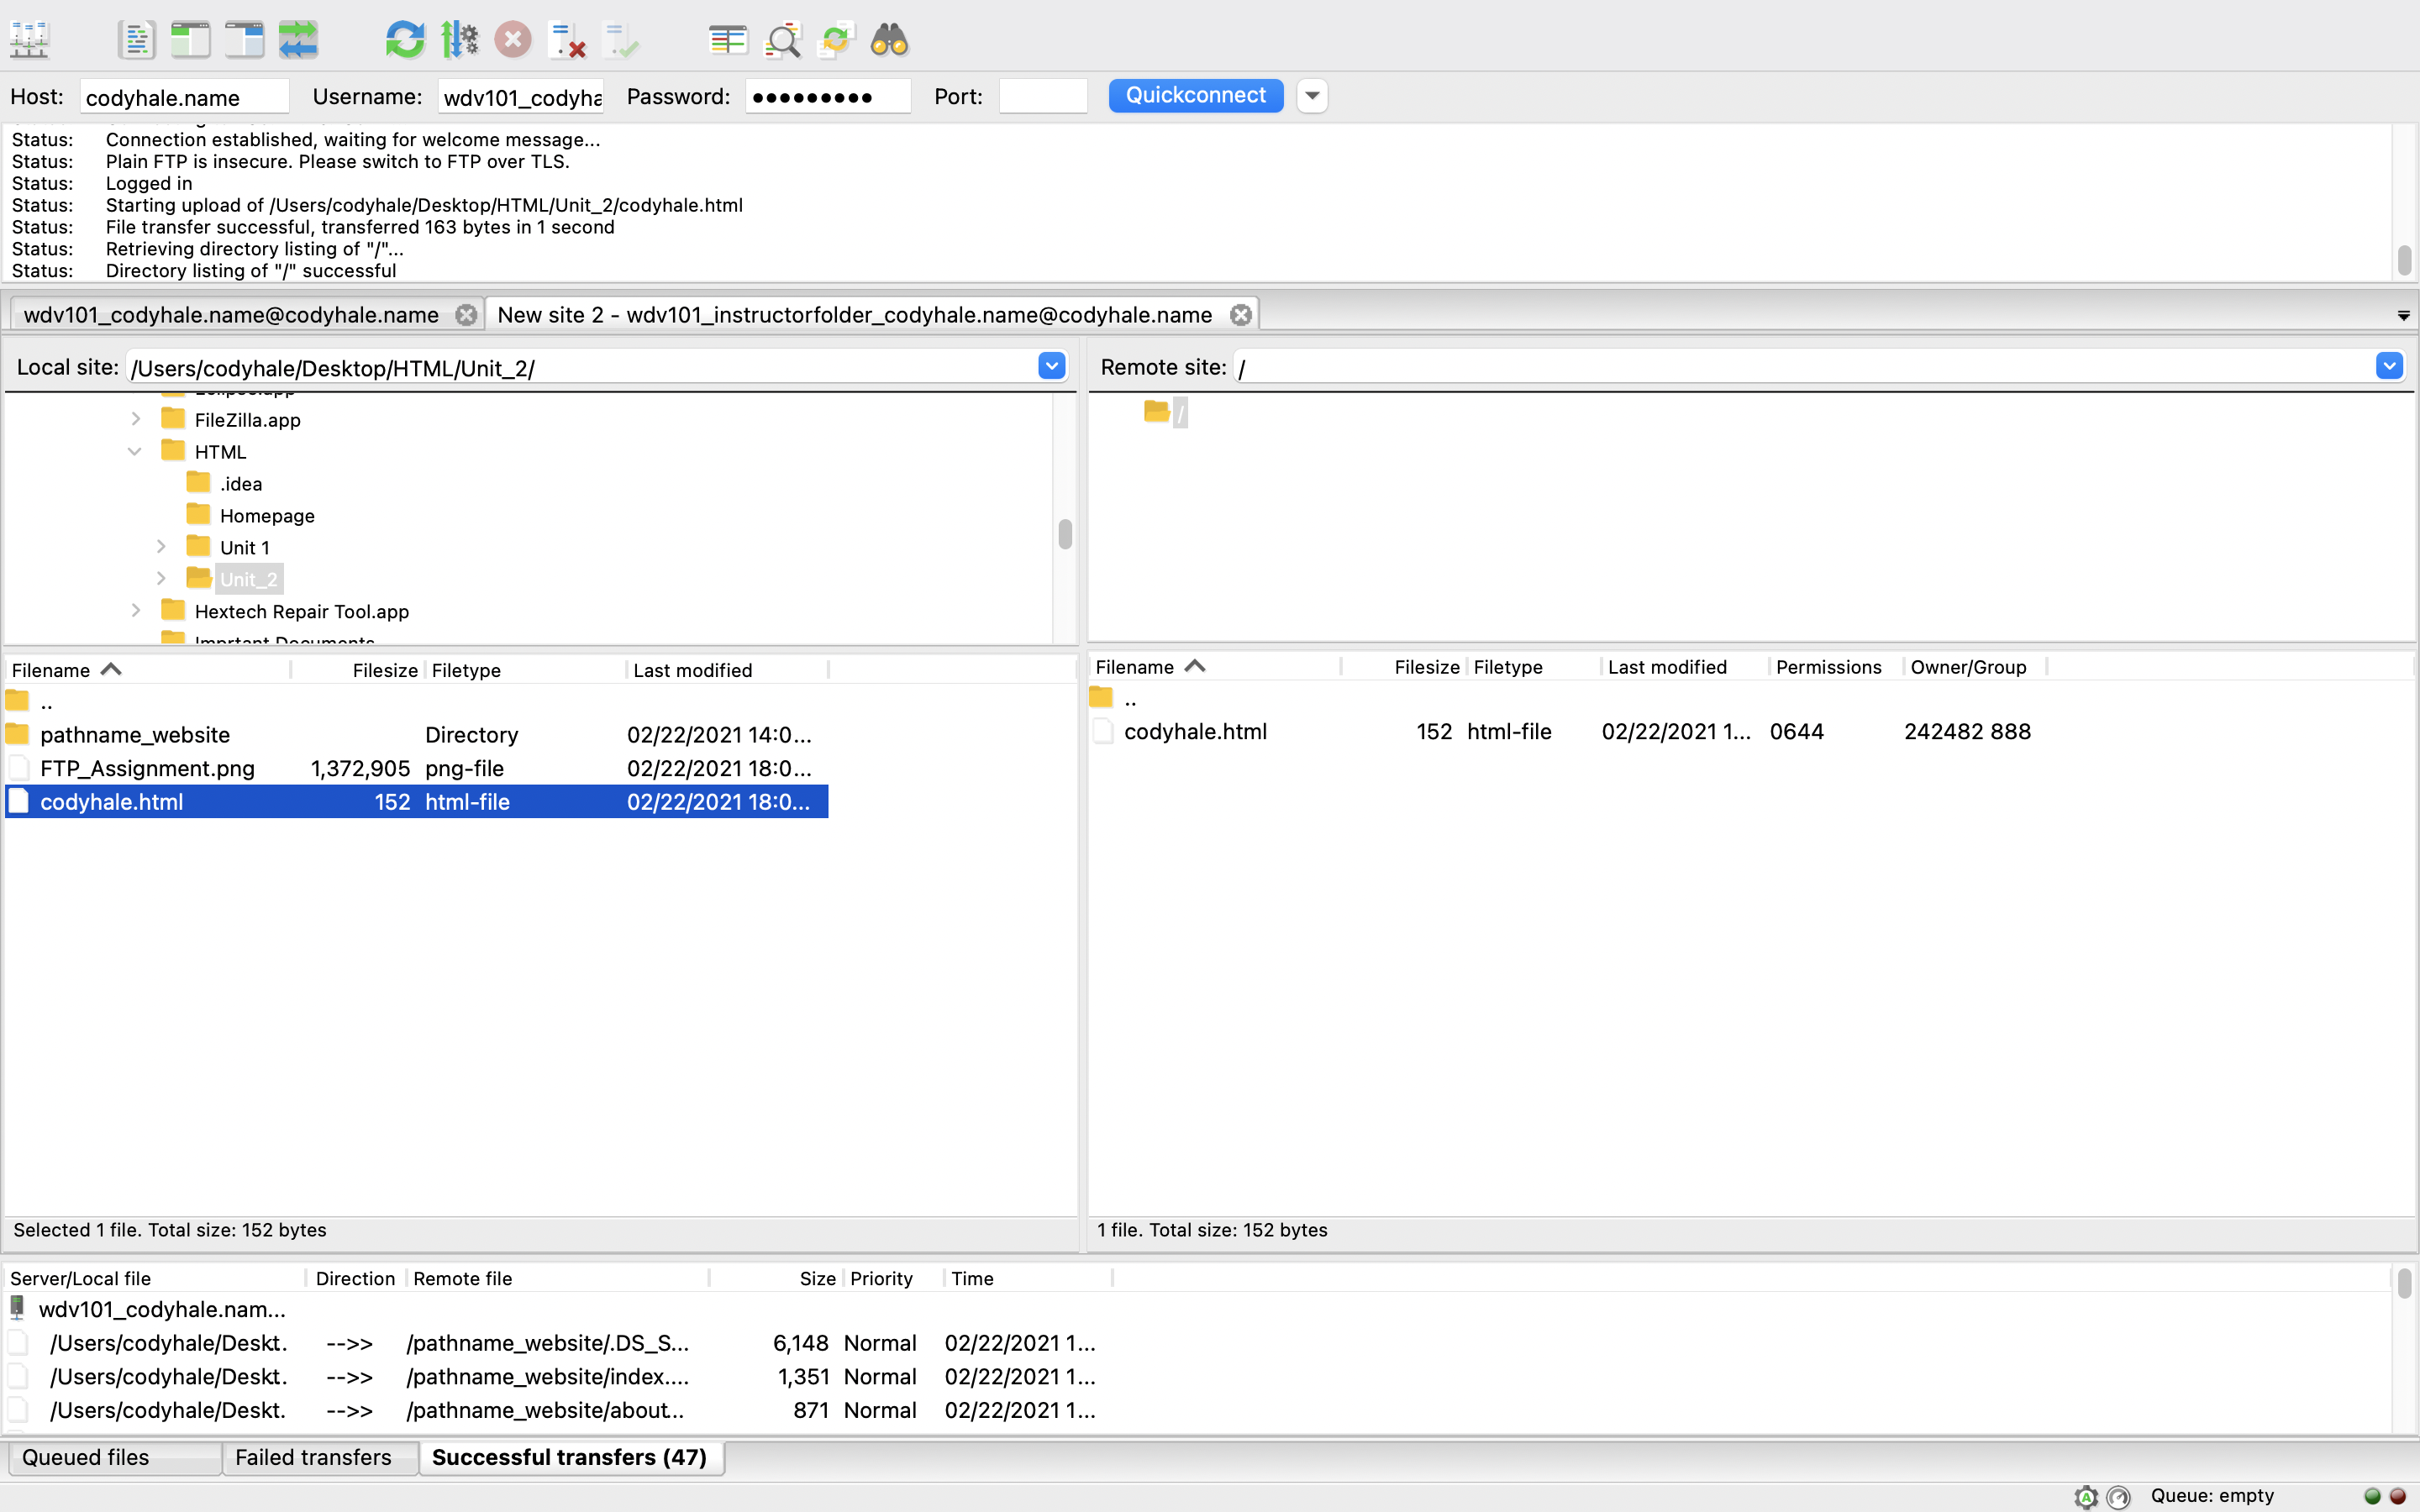 Host: codyhale.name Username: wdv101_codyha Password: ●●●●●●●●● Port: Quickconnect
Status: Connection established, waiting for welcome message...
Status: Plain FTP is insecure. Please switch to FTP over TLS.
Status: Logged in
Status: Starting upload of /Users/codyhale/Desktop/HTML/Unit_2/codyhale.html
Status: File transfer successful, transferred 163 bytes in 1 second
Status: Retrieving directory listing of "/"...
Status: Directory listing of "/" successful
wdv101_codyhale.name@codyhale.name New site 2 - wdv101_instructorfolder_codyhale.name@codyhale.name
Local site: /Users/codyhale/Desktop/HTML/Unit_2/
FileZilla.app
HTML
.idea
Homepage
Unit 1
Unit_2
Hextech Repair Tool.app
Imprtant Documents
Remote site: /
/
Filename Filesize Filetype Last modified
..
pathname_website Directory 02/22/2021 14:0...
FTP_Assignment.png 1,372,905 png-file 02/22/2021 18:0...
codyhale.html 152 html-file 02/22/2021 18:0...
Selected 1 file. Total size: 152 bytes
Filename Filesize Filetype Last modified Permissions Owner/Group
..
codyhale.html 152 html-file 02/22/2021 1... 0644 242482 888
1 file. Total size: 152 bytes
Server/Local file Direction Remote file Size Priority Time
wdv101_codyhale.nam...
/Users/codyhale/Deskt... -->> /pathname_website/.DS_S... 6,148 Normal 02/22/2021 1...
/Users/codyhale/Deskt... -->> /pathname_website/index.... 1,351 Normal 02/22/2021 1...
/Users/codyhale/Deskt... -->> /pathname_website/about... 871 Normal 02/22/2021 1...
Queued files Failed transfers Successful transfers (47)
Queue: empty